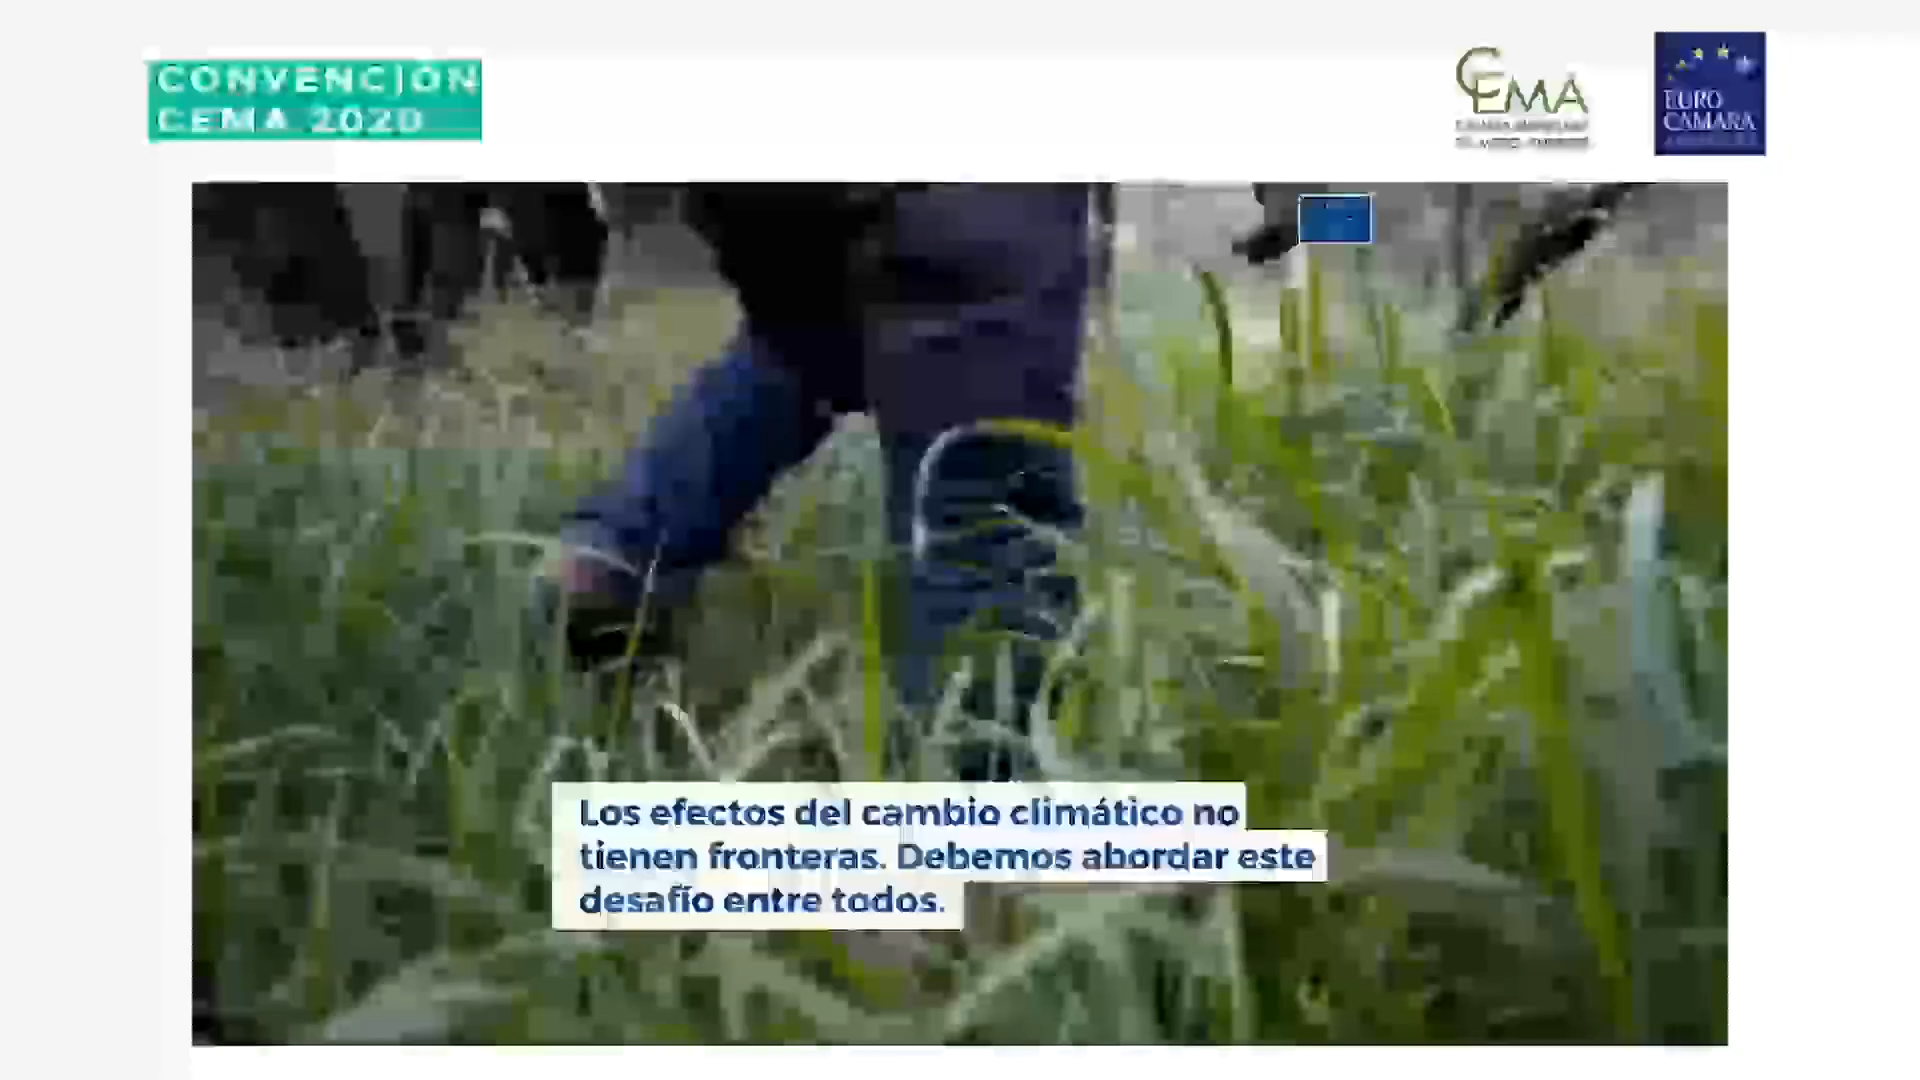 CONVENCIÓN
CEMA 2020
CEMA
EURO
CAMARA
Los efectos del cambio climático no
tienen fronteras. Debemos abordar este
desafío entre todos.